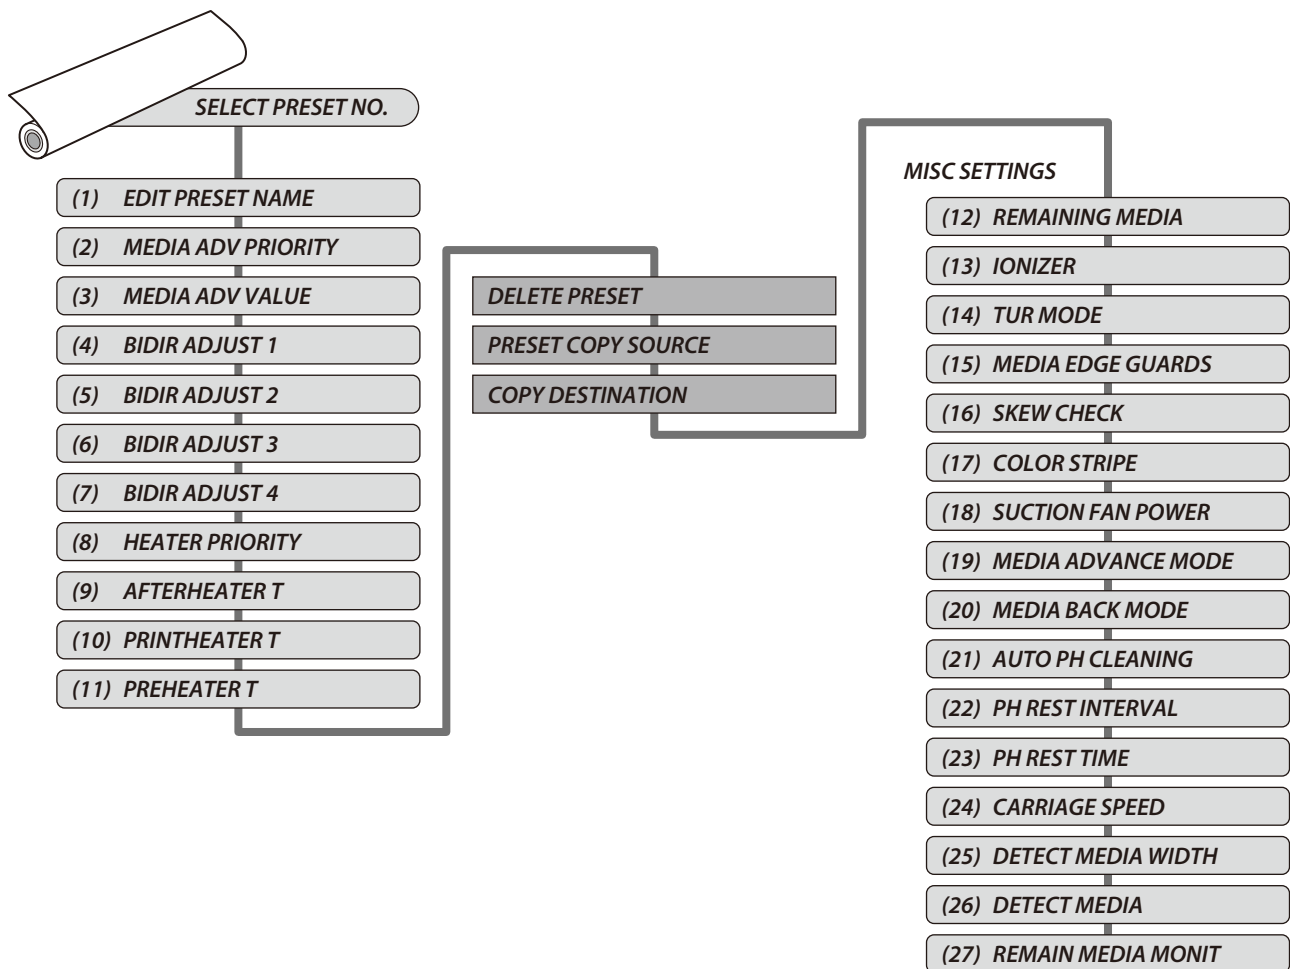 SELECT PRESET NO.
(1) EDIT PRESET NAME
(2) MEDIA ADV PRIORITY
(3) MEDIA ADV VALUE
(4) BIDIR ADJUST 1
(5) BIDIR ADJUST 2
(6) BIDIR ADJUST 3
(7) BIDIR ADJUST 4
(8) HEATER PRIORITY
(9) AFTERHEATER T
(10) PRINTHEATER T
(11) PREHEATER T
DELETE PRESET
PRESET COPY SOURCE
COPY DESTINATION
MISC SETTINGS
(12) REMAINING MEDIA
(13) IONIZER
(14) TUR MODE
(15) MEDIA EDGE GUARDS
(16) SKEW CHECK
(17) COLOR STRIPE
(18) SUCTION FAN POWER
(19) MEDIA ADVANCE MODE
(20) MEDIA BACK MODE
(21) AUTO PH CLEANING
(22) PH REST INTERVAL
(23) PH REST TIME
(24) CARRIAGE SPEED
(25) DETECT MEDIA WIDTH
(26) DETECT MEDIA
(27) REMAIN MEDIA MONIT